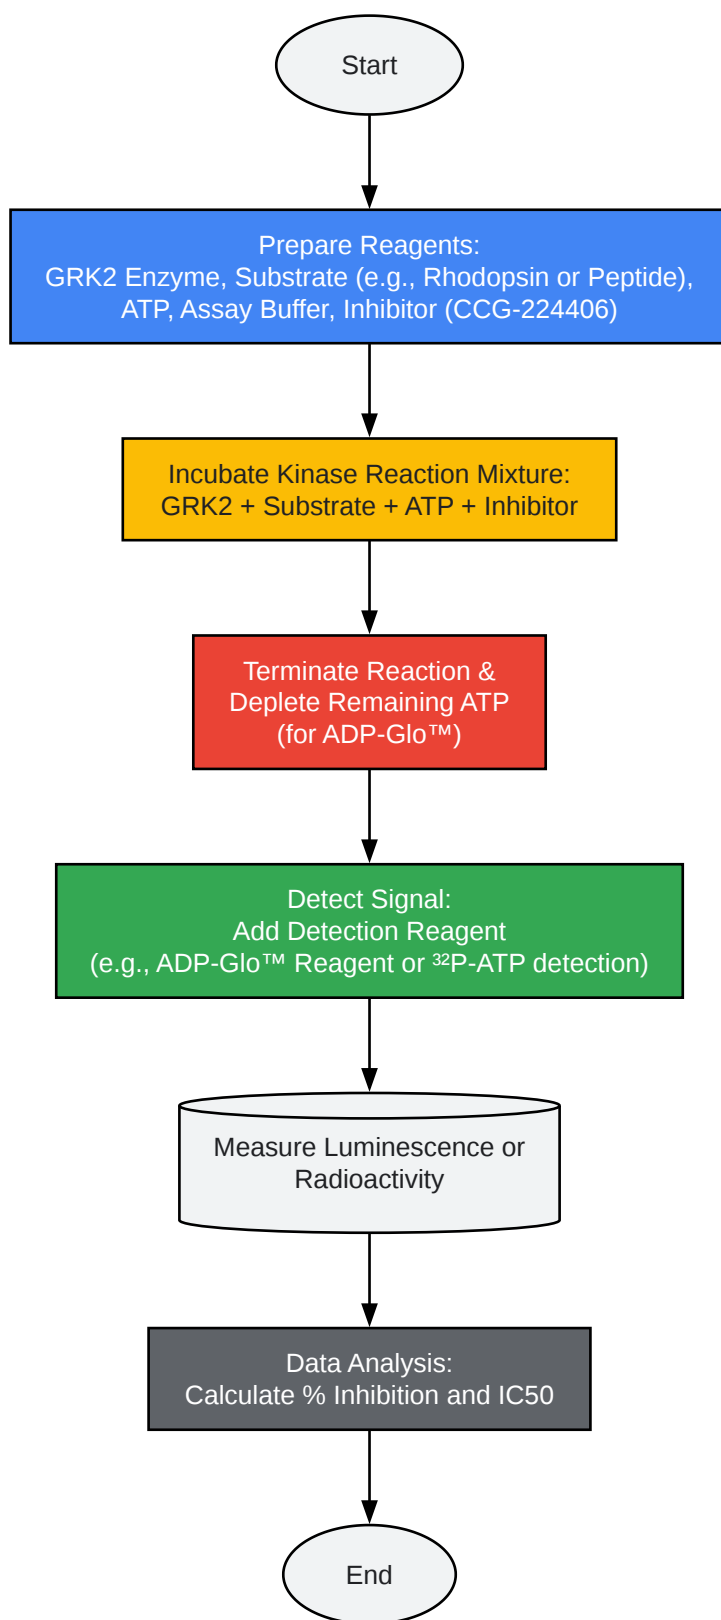 Start
Prepare Reagents:
GRK2 Enzyme, Substrate (e.g., Rhodopsin or Peptide),
ATP, Assay Buffer, Inhibitor (CCG-224406)
Incubate Kinase Reaction Mixture:
GRK2 + Substrate + ATP + Inhibitor
Terminate Reaction &
Deplete Remaining ATP
(for ADP-Glo™)
Detect Signal:
Add Detection Reagent
(e.g., ADP-Glo™ Reagent or ³²P-ATP detection)
Measure Luminescence or
Radioactivity
Data Analysis:
Calculate % Inhibition and IC50
End